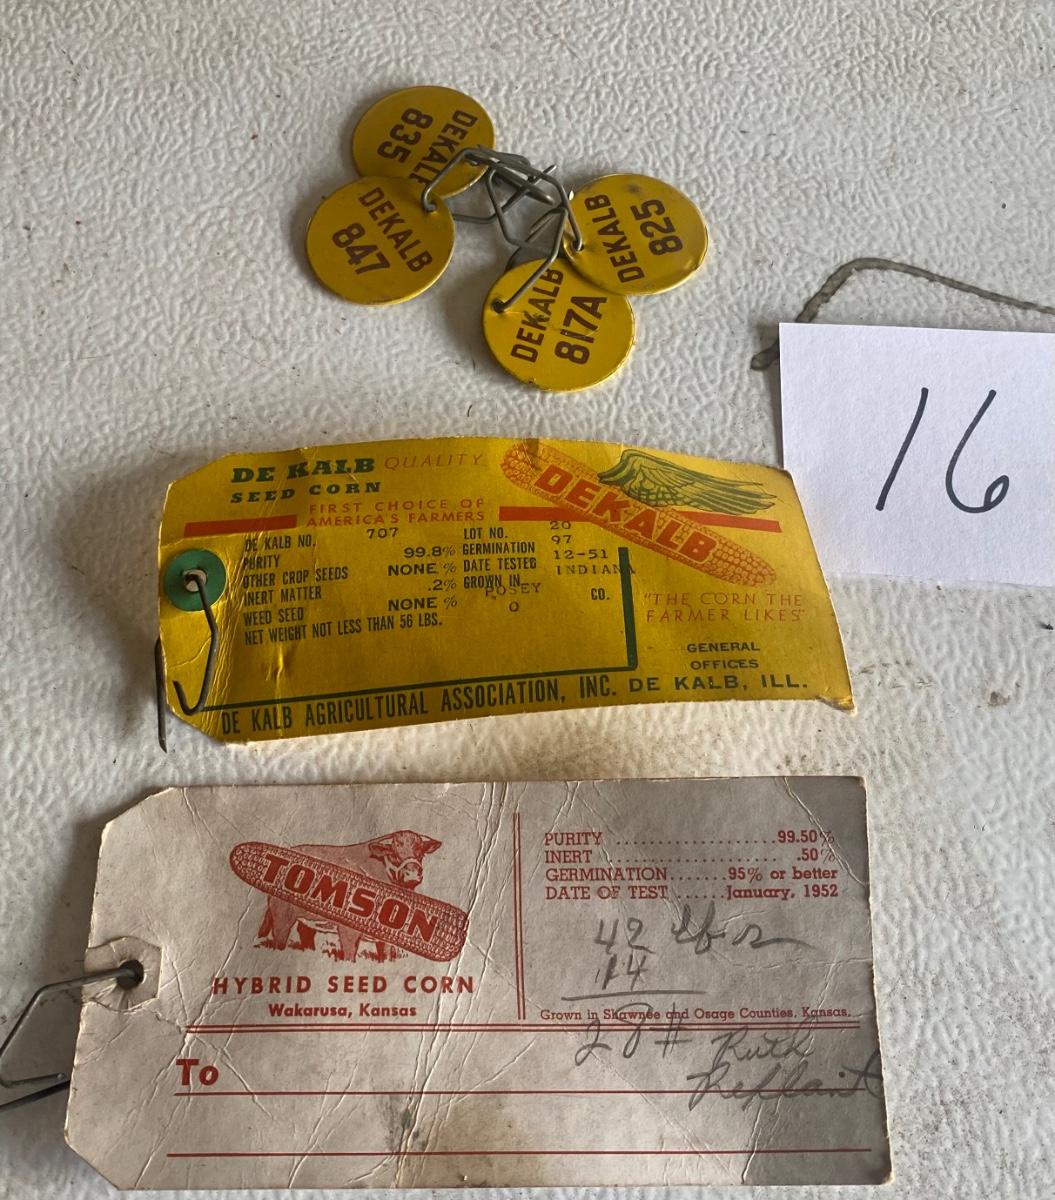 DEKALB
835
DEKALB
847
DEKALB
825
DEKALB
817A
16
DE KALB QUALITY
SEED CORN
FIRST CHOICE OF
AMERICA'S FARMERS
DEKALB
DE KALB NO. 707
PURITY 99.8%
OTHER CROP SEEDS NONE %
INERT MATTER .2%
WEED SEED NONE %
NET WEIGHT NOT LESS THAN 56 LBS.
LOT NO. 20
GERMINATION 97
DATE TESTED 12-51
GROWN IN INDIANA
POSEY CO.
O
"THE CORN THE
FARMER LIKES"
GENERAL
OFFICES
DE KALB AGRICULTURAL ASSOCIATION, INC. DE KALB, ILL.
TOMSON
HYBRID SEED CORN
Wakarusa, Kansas
PURITY ....................99.50%
INERT ....................... .50%
GERMINATION.......95% or better
DATE OF TEST ......January, 1952
42
14
Grown in Shawnee and Osage Counties, Kansas.
28# Ruth
To